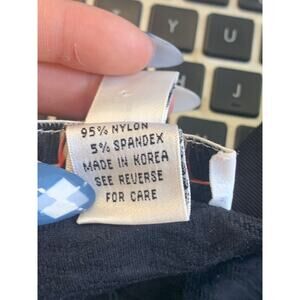 95% NYLON
5% SPANDEX
MADE IN KOREA
SEE REVERSE
FOR CARE